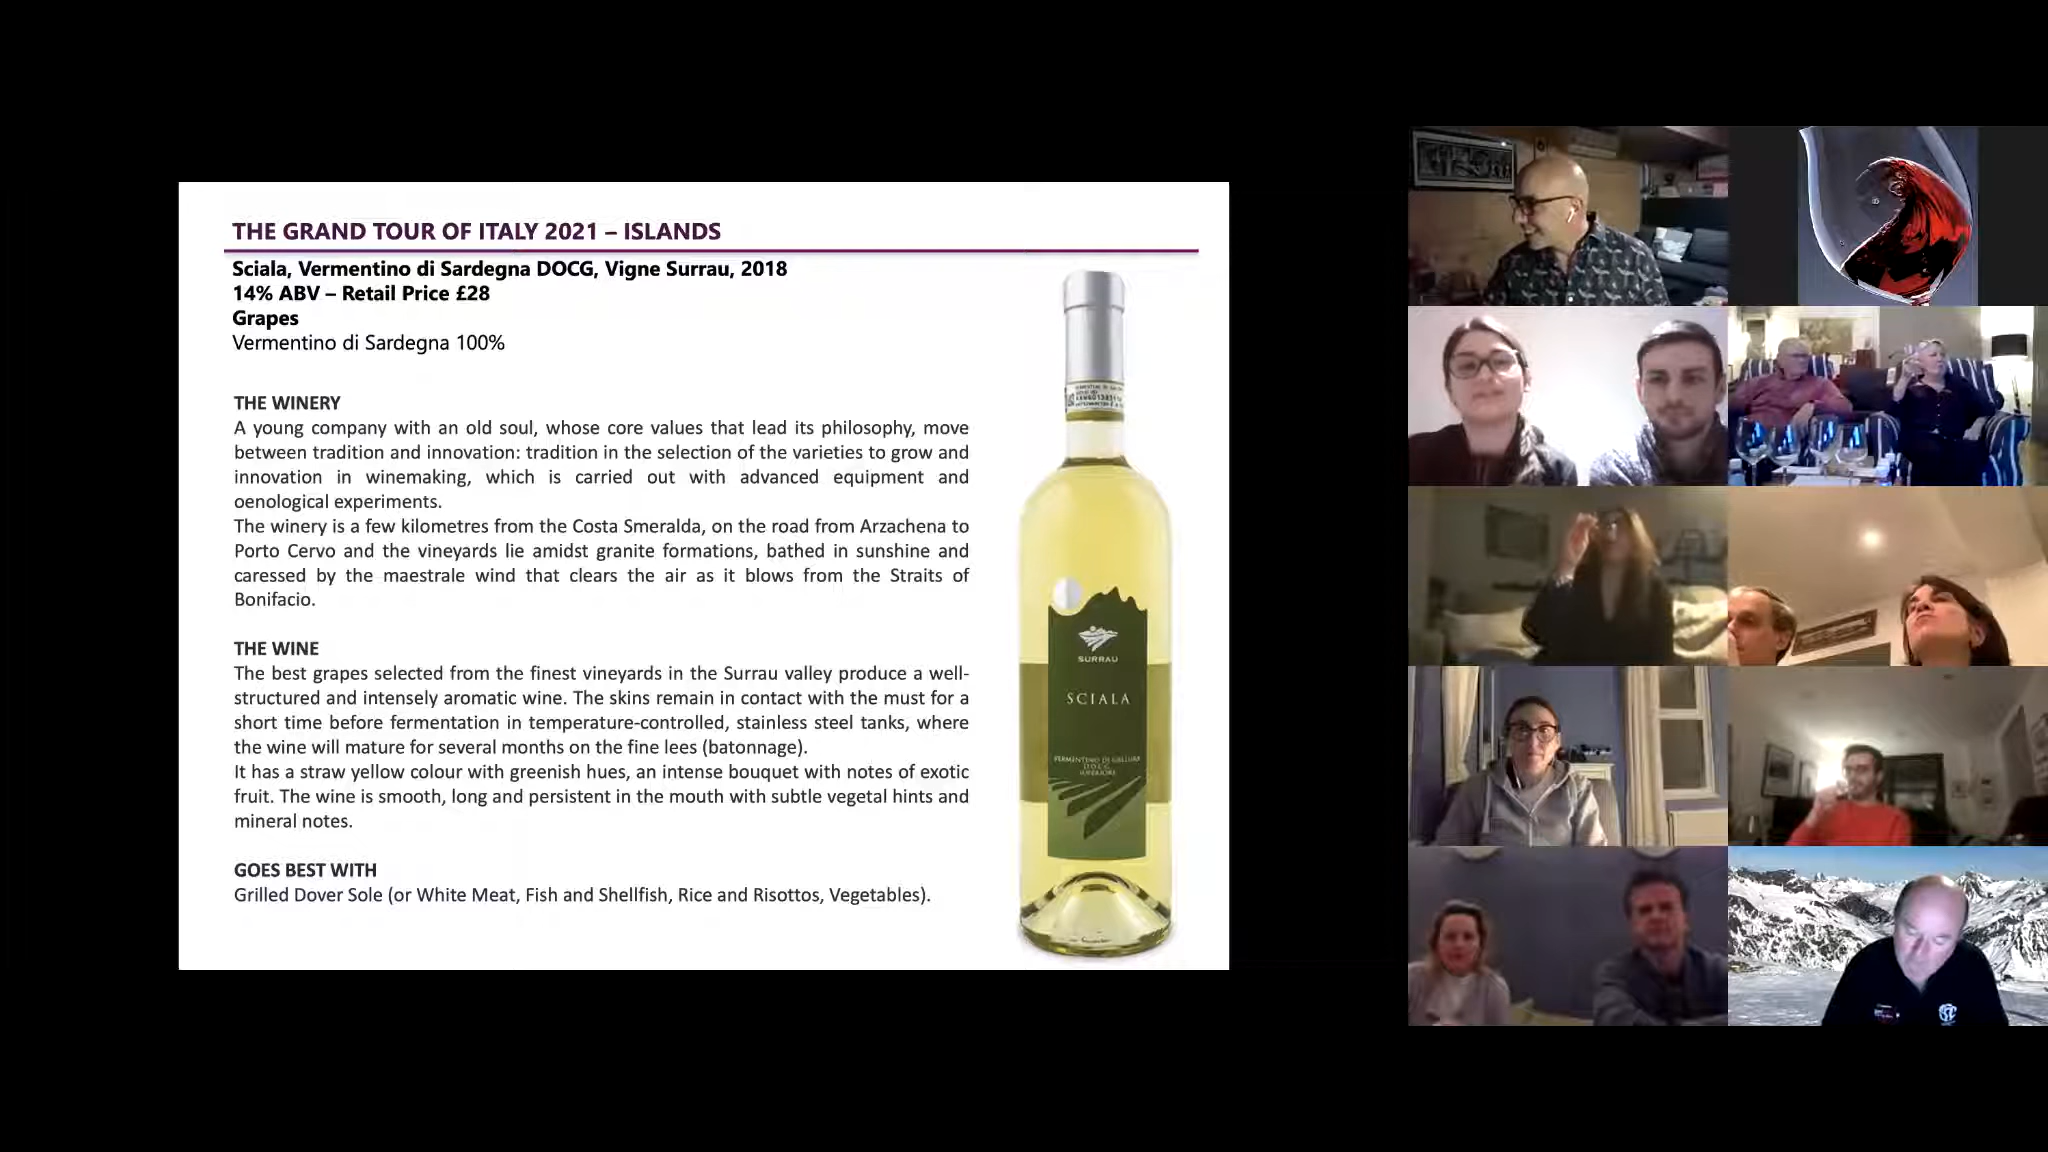 THE GRAND TOUR OF ITALY 2021 – ISLANDS
Sciala, Vermentino di Sardegna DOCG, Vigne Surrau, 2018
14% ABV – Retail Price £28
Grapes
Vermentino di Sardegna 100%
THE WINERY
A young company with an old soul, whose core values that lead its philosophy, move
between tradition and innovation: tradition in the selection of the varieties to grow and
innovation in winemaking, which is carried out with advanced equipment and
oenological experiments.
The winery is a few kilometres from the Costa Smeralda, on the road from Arzachena to
Porto Cervo and the vineyards lie amidst granite formations, bathed in sunshine and
caressed by the maestrale wind that clears the air as it blows from the Straits of
Bonifacio.
THE WINE
The best grapes selected from the finest vineyards in the Surrau valley produce a well-
structured and intensely aromatic wine. The skins remain in contact with the must for a
short time before fermentation in temperature-controlled, stainless steel tanks, where
the wine will mature for several months on the fine lees (batonnage).
It has a straw yellow colour with greenish hues, an intense bouquet with notes of exotic
fruit. The wine is smooth, long and persistent in the mouth with subtle vegetal hints and
mineral notes.
GOES BEST WITH
Grilled Dover Sole (or White Meat, Fish and Shellfish, Rice and Risottos, Vegetables).
SURRAU
SCIALA
VERMENTINO DI GALLURA
DOCG
SUPERIORE